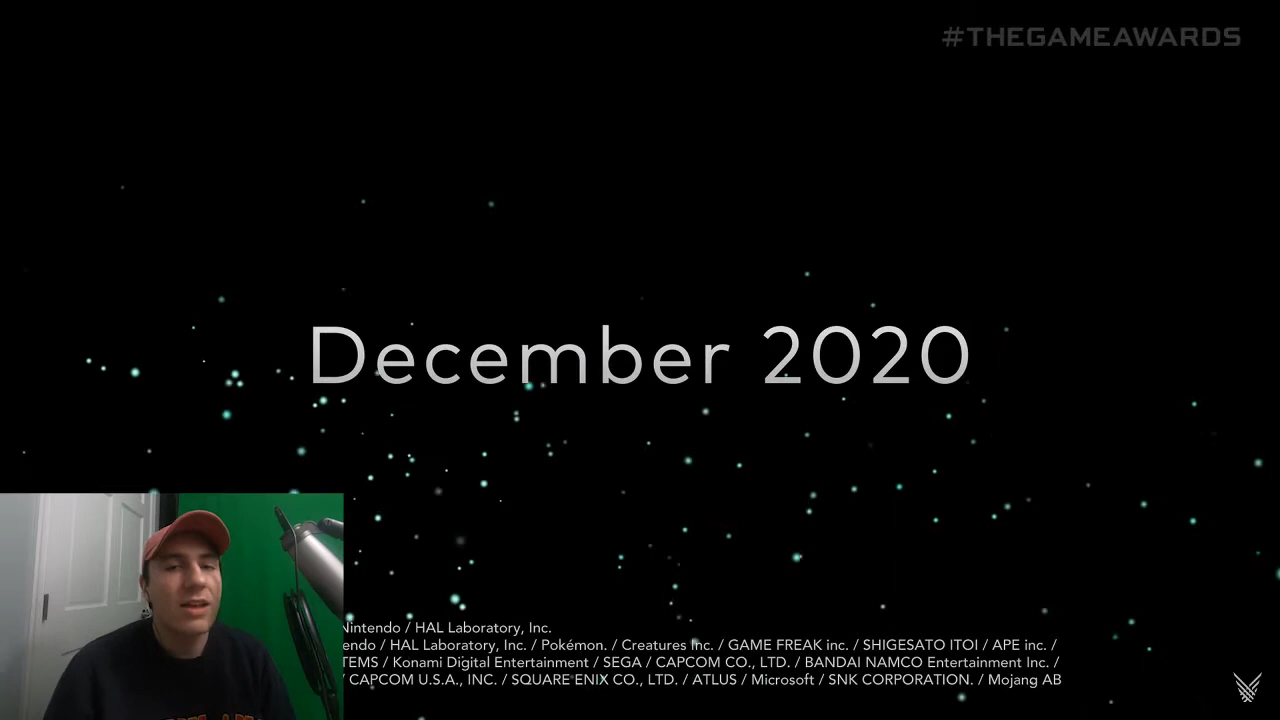 #THEGAMEAWARDS
December 2020
Nintendo / HAL Laboratory, Inc.
/ HAL Laboratory, Inc. / Pokémon. / Creatures Inc. / GAME FREAK inc. / SHIGESATO ITOI / APE inc. /
/ Konami Digital Entertainment / SEGA / CAPCOM CO., LTD. / BANDAI NAMCO Entertainment Inc. /
/ CAPCOM U.S.A., INC. / SQUARE ENIX CO., LTD. / ATLUS / Microsoft / SNK CORPORATION. / Mojang AB